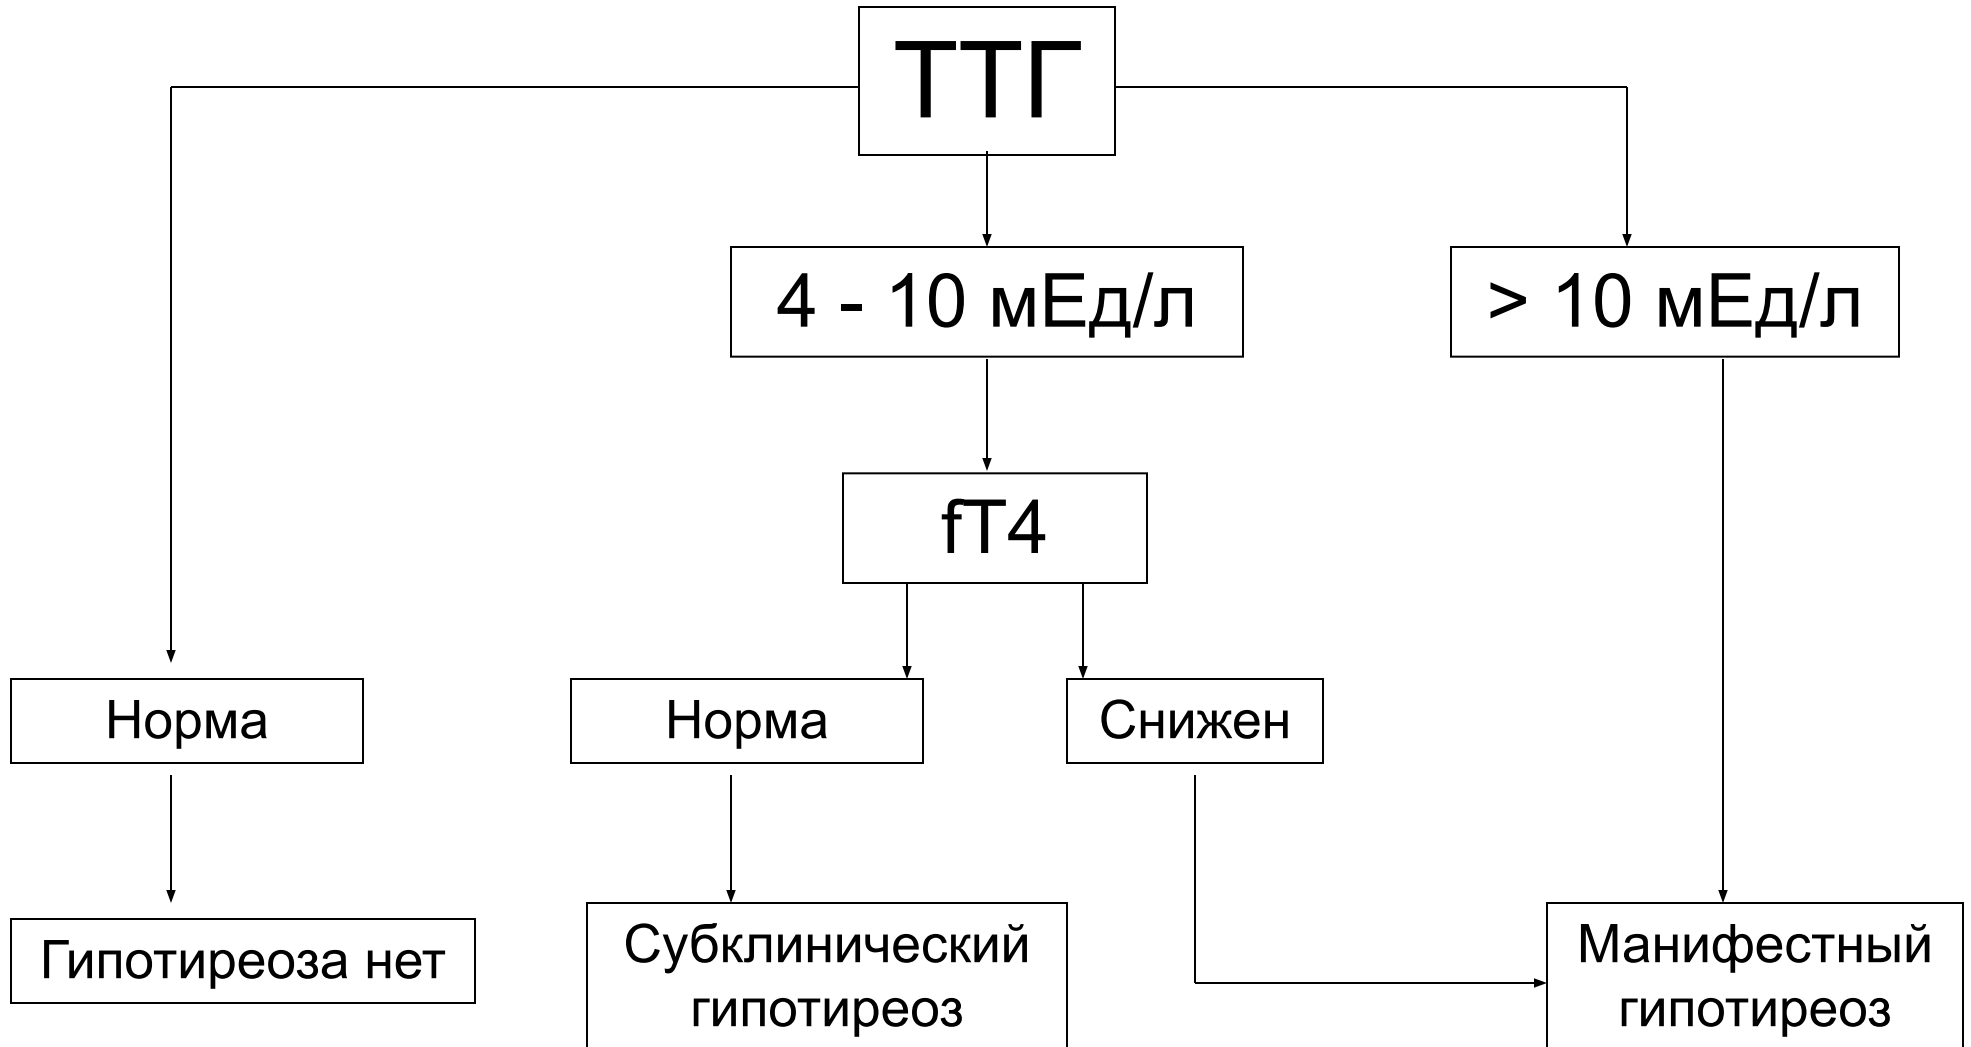 ТТГ
4 - 10 мЕд/л
> 10 мЕд/л
fT4
Норма
Норма
Снижен
Гипотиреоза нет
Субклинический
гипотиреоз
Манифестный
гипотиреоз